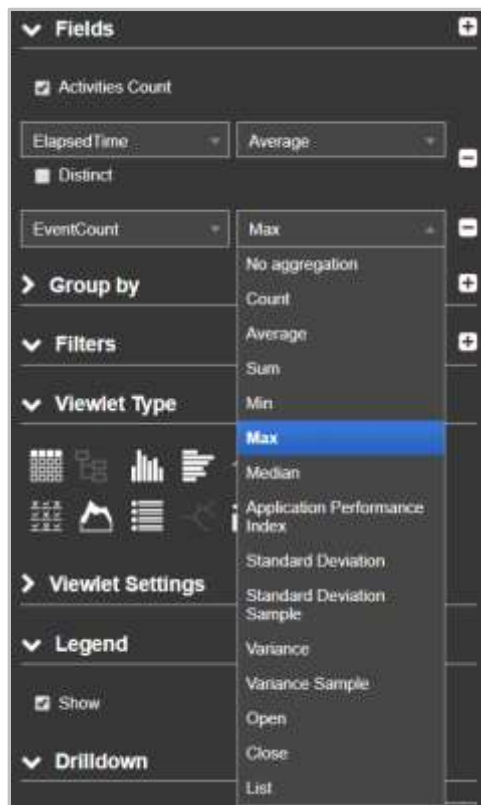 Fields
Activities Count
ElapsedTime Average
Distinct
EventCount Max
No aggregation
Group by
Count
Filters
Average
Sum
Viewlet Type
Min
Max
Median
Application Performance
Index
Viewlet Settings
Standard Deviation
Standard Deviation
Sample
Legend
Variance
Show
Variance Sample
Open
Drilldown
Close
List